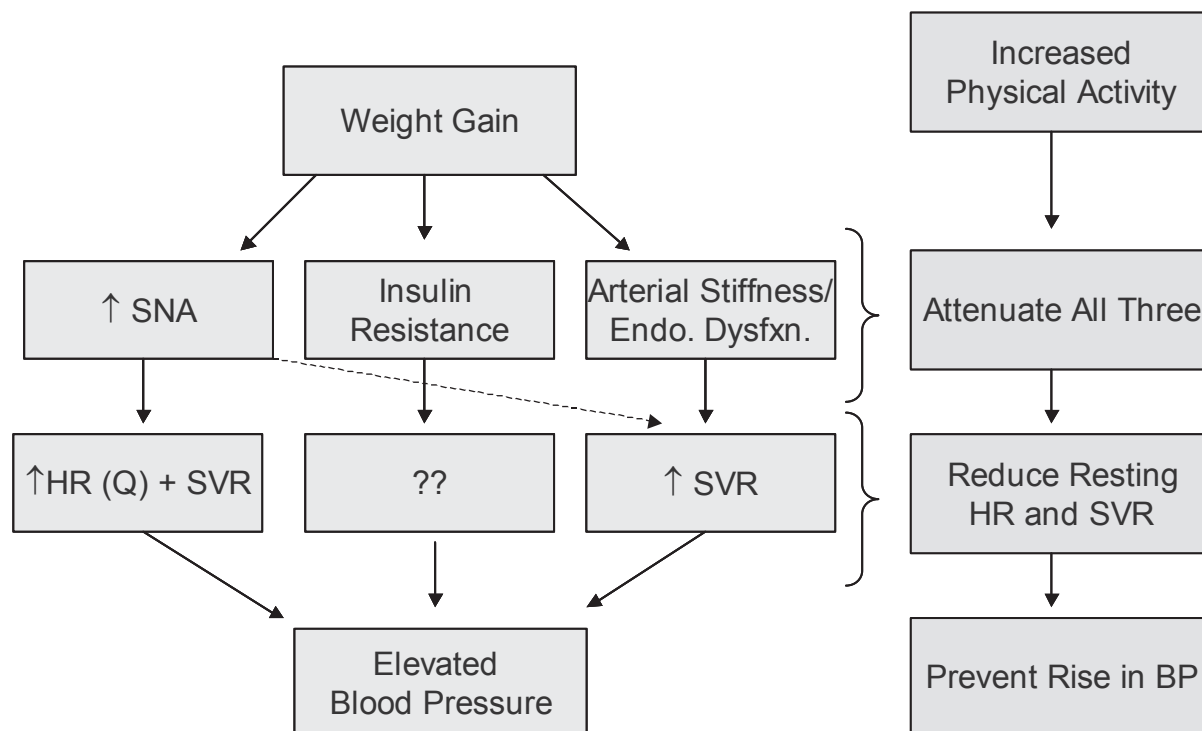 Weight Gain
↑ SNA
Insulin
Resistance
Arterial Stiffness/
Endo. Dysfxn.
↑HR (Q) + SVR
??
↑ SVR
Elevated
Blood Pressure
Increased
Physical Activity
Attenuate All Three
Reduce Resting
HR and SVR
Prevent Rise in BP